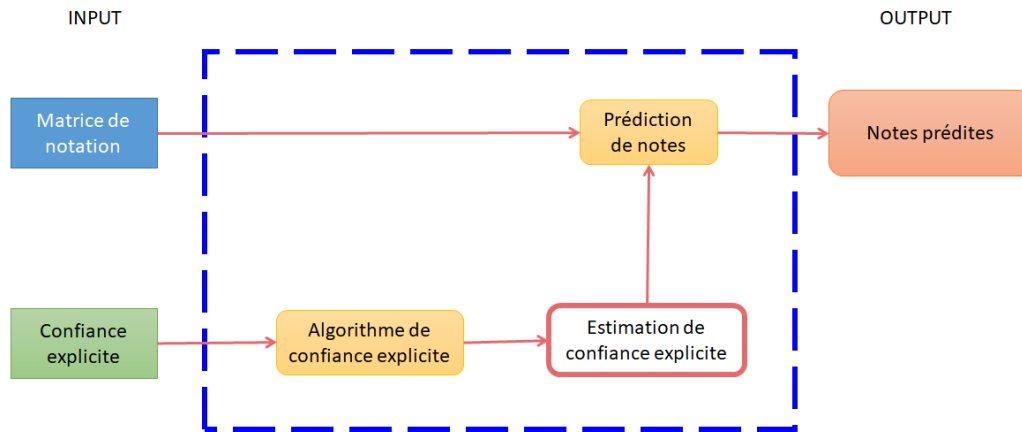 INPUT
OUTPUT
Matrice de
notation
Prédiction
de notes
Notes prédites
Confiance
explicite
Algorithme de
confiance explicite
Estimation de
confiance explicite